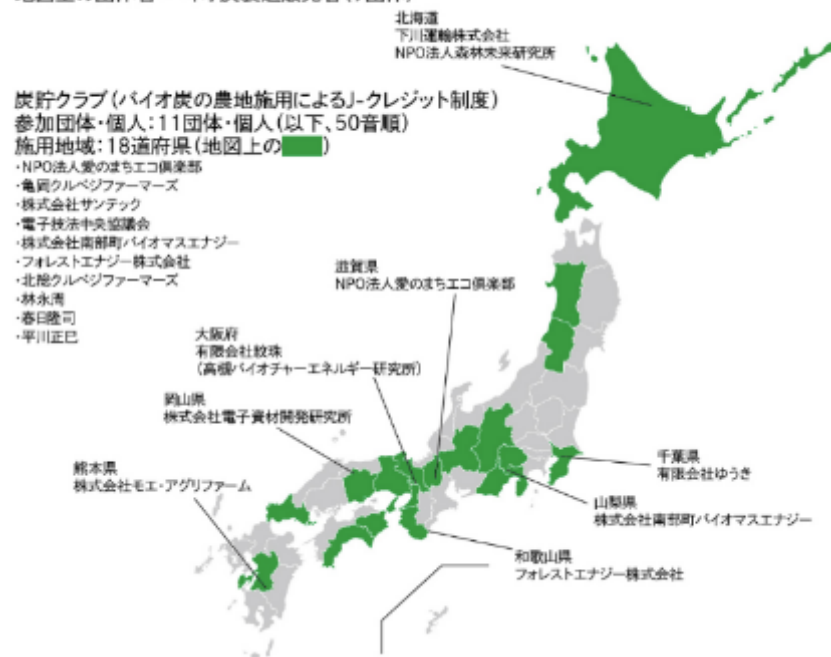 炭貯クラブ(バイオ炭の農地施用によるJ-クレジット制度)
参加団体・個人:11団体・個人(以下、50音順)
施用地域:18道府県(地図上の )
・NPO法人愛のまちエコ倶楽部
・亀岡クルベジファーマーズ
・株式会社サンテック
・電子技法中央協議会
・株式会社南部町バイオマスエナジー
・フォレストエナジー株式会社
・北総クルベジファーマーズ
・林永周
・春日隆司
・平川正巳
北海道
下川運輸株式会社
NPO法人森林未来研究所
滋賀県
NPO法人愛のまちエコ倶楽部
大阪府
有限会社紋珠
(高槻バイオチャーエネルギー研究所)
岡山県
株式会社電子資材開発研究所
熊本県
株式会社モエ・アグリファーム
千葉県
有限会社ゆうき
山梨県
株式会社南部町バイオマスエナジー
和歌山県
フォレストエナジー株式会社